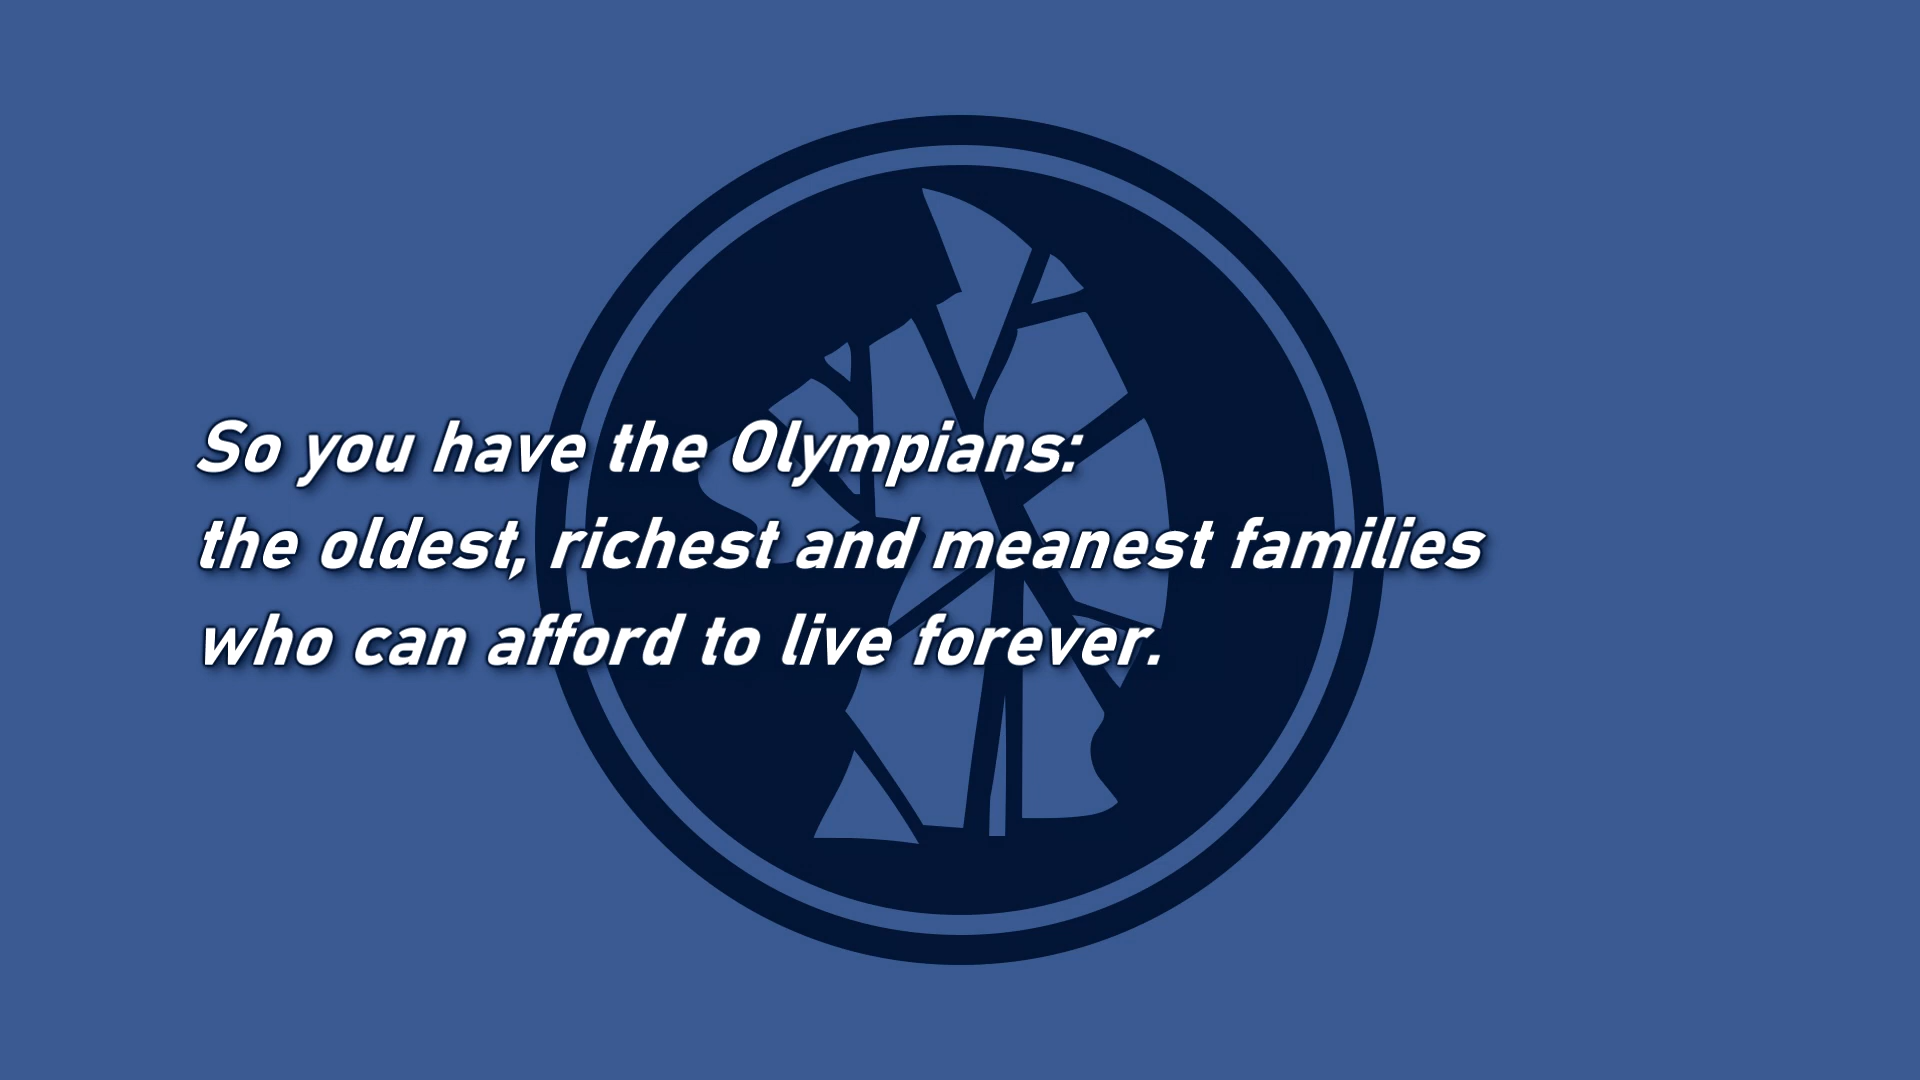 So you have the Olympians:
the oldest, richest and meanest families
who can afford to live forever.